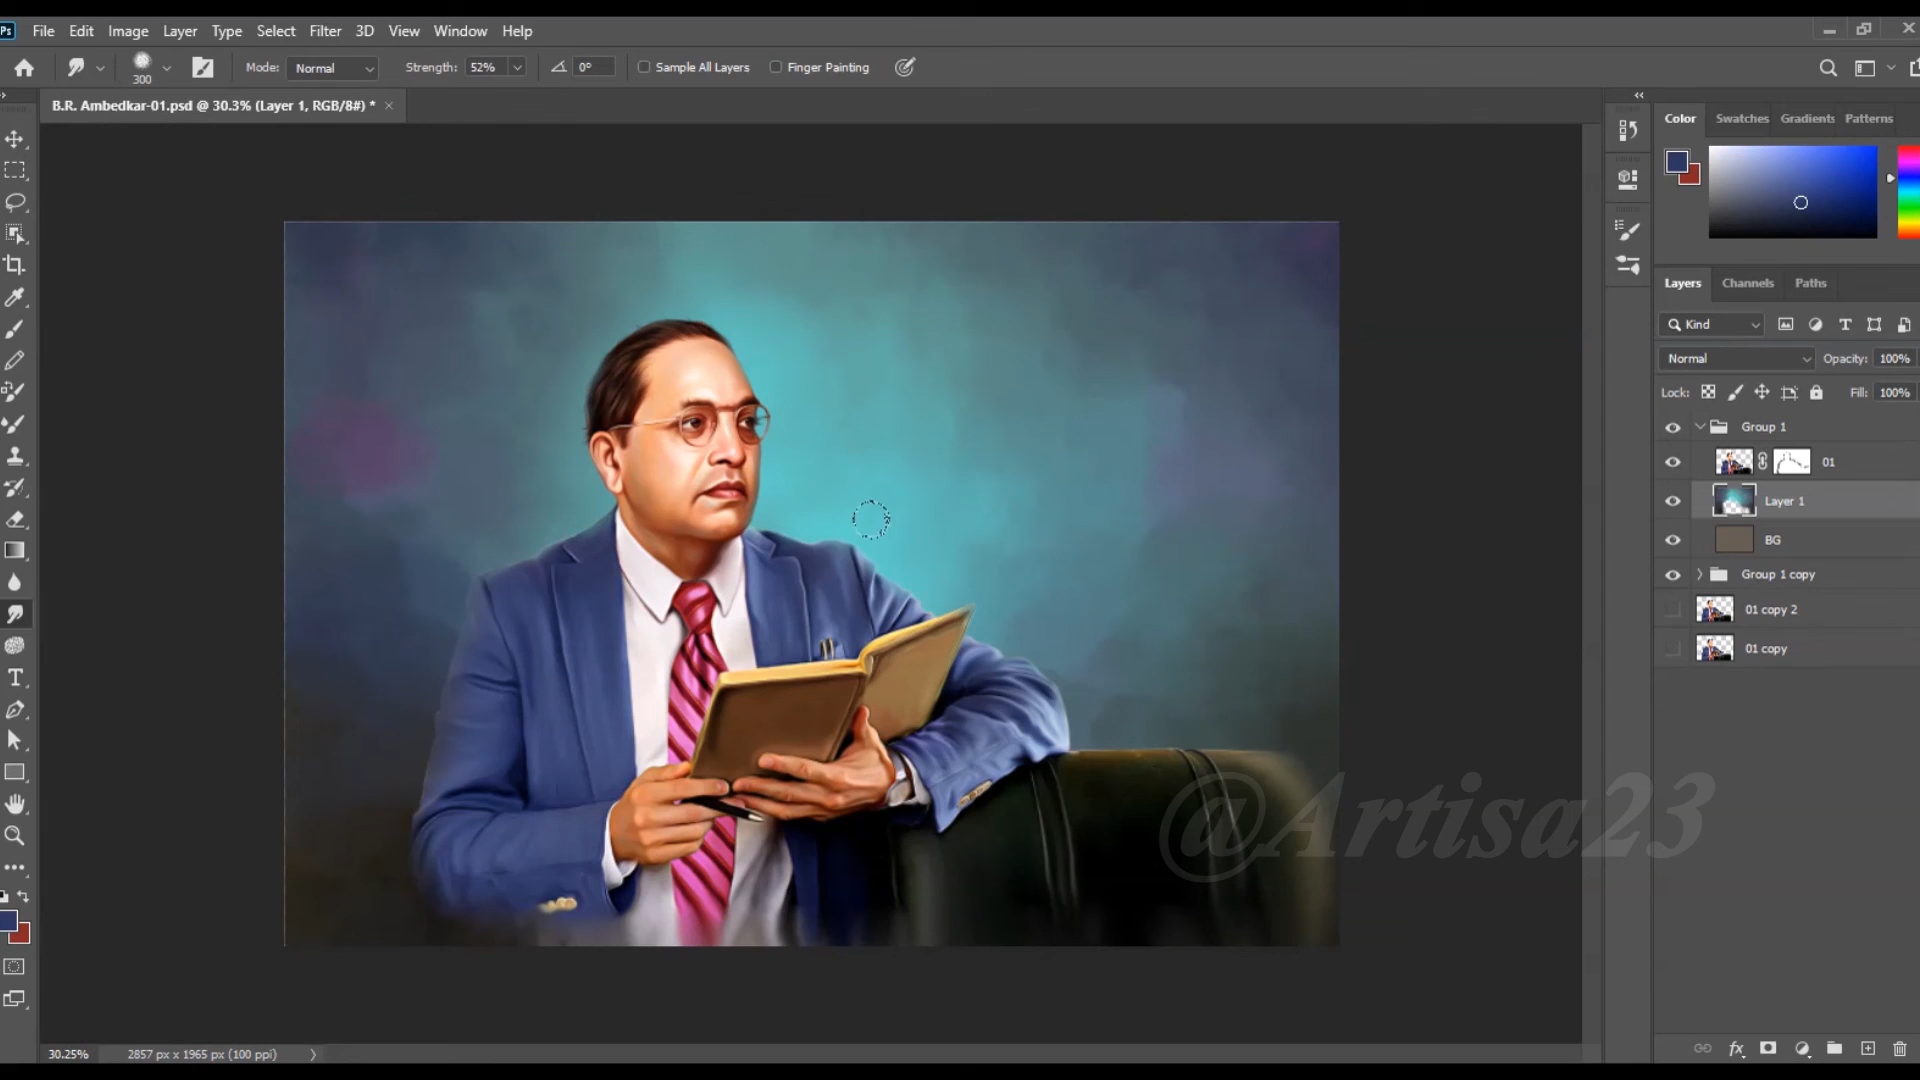 Ps File Edit Image Layer Type Select Filter 3D View Window Help
300 Mode: Normal Strength: 52% 0° Sample All Layers Finger Painting
B.R. Ambedkar-01.psd @ 30.3% (Layer 1, RGB/8#) * ×
Color Swatches Gradients Patterns
Layers Channels Paths
Kind
Normal Opacity: 100%
Lock: Fill: 100%
Group 1
01
Layer 1
BG
Group 1 copy
01 copy 2
01 copy
@Artisa23
30.25% 2857 px x 1965 px (100 ppi)